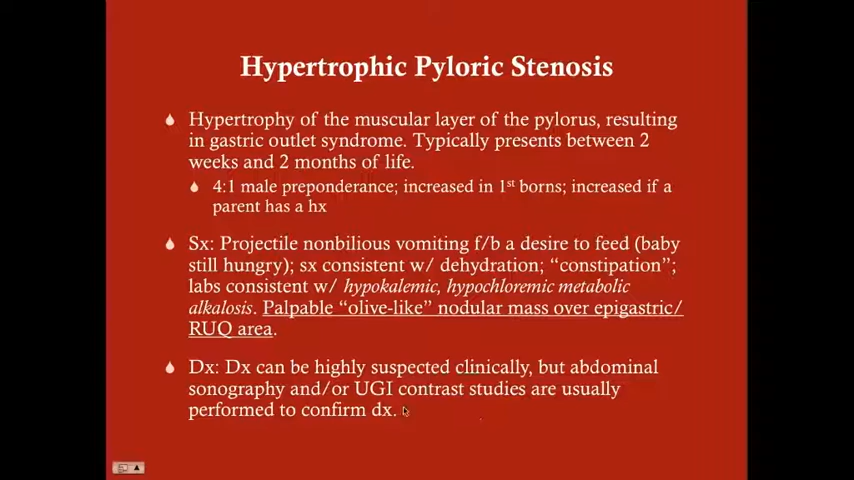 Hypertrophic Pyloric Stenosis
Hypertrophy of the muscular layer of the pylorus, resulting
in gastric outlet syndrome. Typically presents between 2
weeks and 2 months of life.
4:1 male preponderance; increased in 1st borns; increased if a
parent has a hx
Sx: Projectile nonbilious vomiting f/b a desire to feed (baby
still hungry); sx consistent w/ dehydration; “constipation”;
labs consistent w/ hypokalemic, hypochloremic metabolic
alkalosis. Palpable “olive-like” nodular mass over epigastric/
RUQ area.
Dx: Dx can be highly suspected clinically, but abdominal
sonography and/or UGI contrast studies are usually
performed to confirm dx.